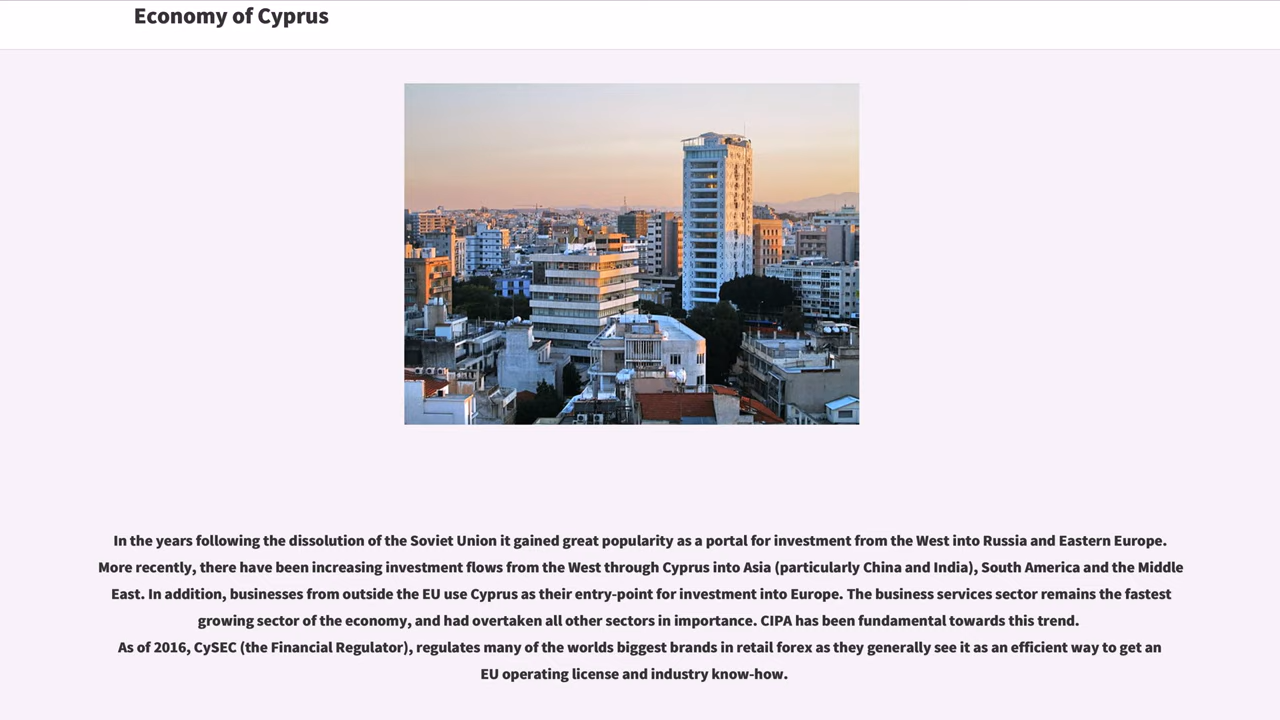 Economy of Cyprus
In the years following the dissolution of the Soviet Union it gained great popularity as a portal for investment from the West into Russia and Eastern Europe.
More recently, there have been increasing investment flows from the West through Cyprus into Asia (particularly China and India), South America and the Middle
East. In addition, businesses from outside the EU use Cyprus as their entry-point for investment into Europe. The business services sector remains the fastest
growing sector of the economy, and had overtaken all other sectors in importance. CIPA has been fundamental towards this trend.
As of 2016, CySEC (the Financial Regulator), regulates many of the worlds biggest brands in retail forex as they generally see it as an efficient way to get an
EU operating license and industry know-how.